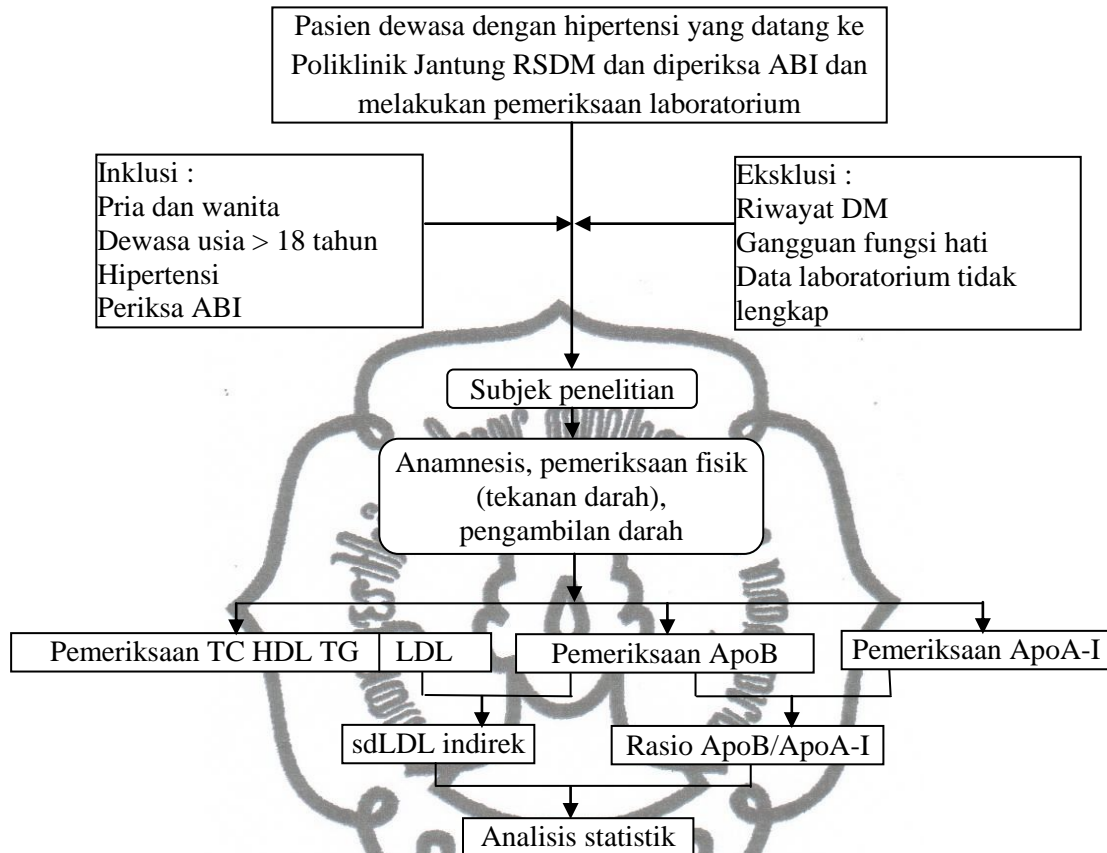 Pasien dewasa dengan hipertensi yang datang ke
Poliklinik Jantung RSDM dan diperiksa ABI dan
melakukan pemeriksaan laboratorium
Inklusi :
Pria dan wanita
Dewasa usia > 18 tahun
Hipertensi
Periksa ABI
Eksklusi :
Riwayat DM
Gangguan fungsi hati
Data laboratorium tidak
lengkap
Subjek penelitian
Anamnesis, pemeriksaan fisik
(tekanan darah),
pengambilan darah
Pemeriksaan TC HDL TG LDL
Pemeriksaan ApoB
Pemeriksaan ApoA-I
sdLDL indirek
Rasio ApoB/ApoA-I
Analisis statistik